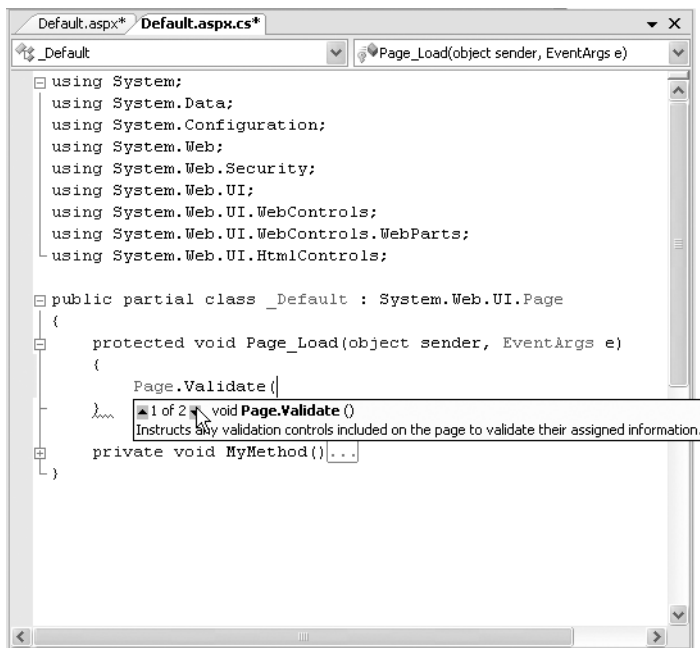 Default.aspx* Default.aspx.cs*
_Default Page_Load(object sender, EventArgs e)
using System;
using System.Data;
using System.Configuration;
using System.Web;
using System.Web.Security;
using System.Web.UI;
using System.Web.UI.WebControls;
using System.Web.UI.WebControls.WebParts;
using System.Web.UI.HtmlControls;
public partial class _Default : System.Web.UI.Page
{
protected void Page_Load(object sender, EventArgs e)
{
Page.Validate(
}
1 of 2 void Page.Validate ()
Instructs any validation controls included on the page to validate their assigned information.
private void MyMethod()...
}